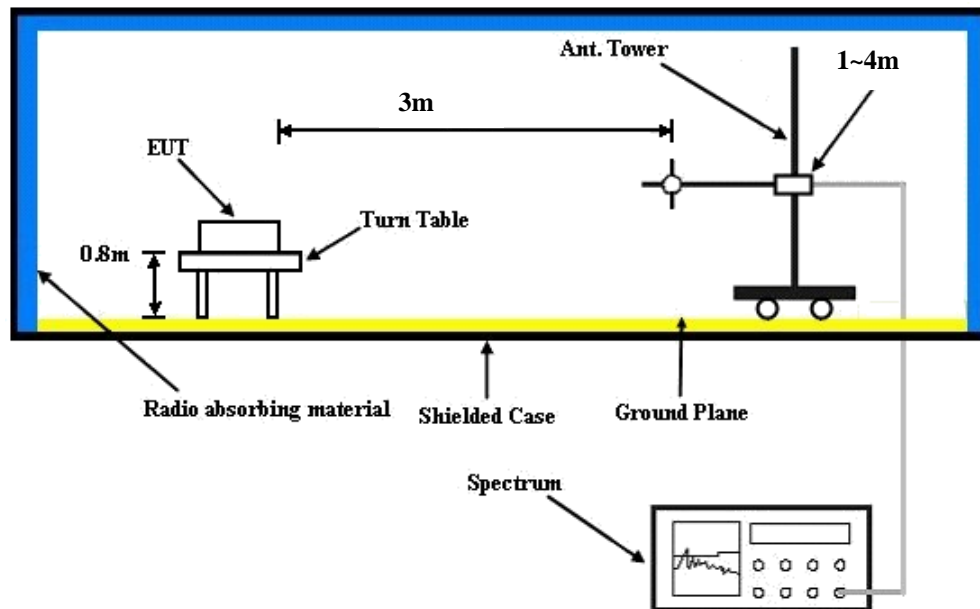 Ant. Tower
1~4m
3m
EUT
Turn Table
0.8m
Radio absorbing material
Shielded Case
Ground Plane
Spectrum